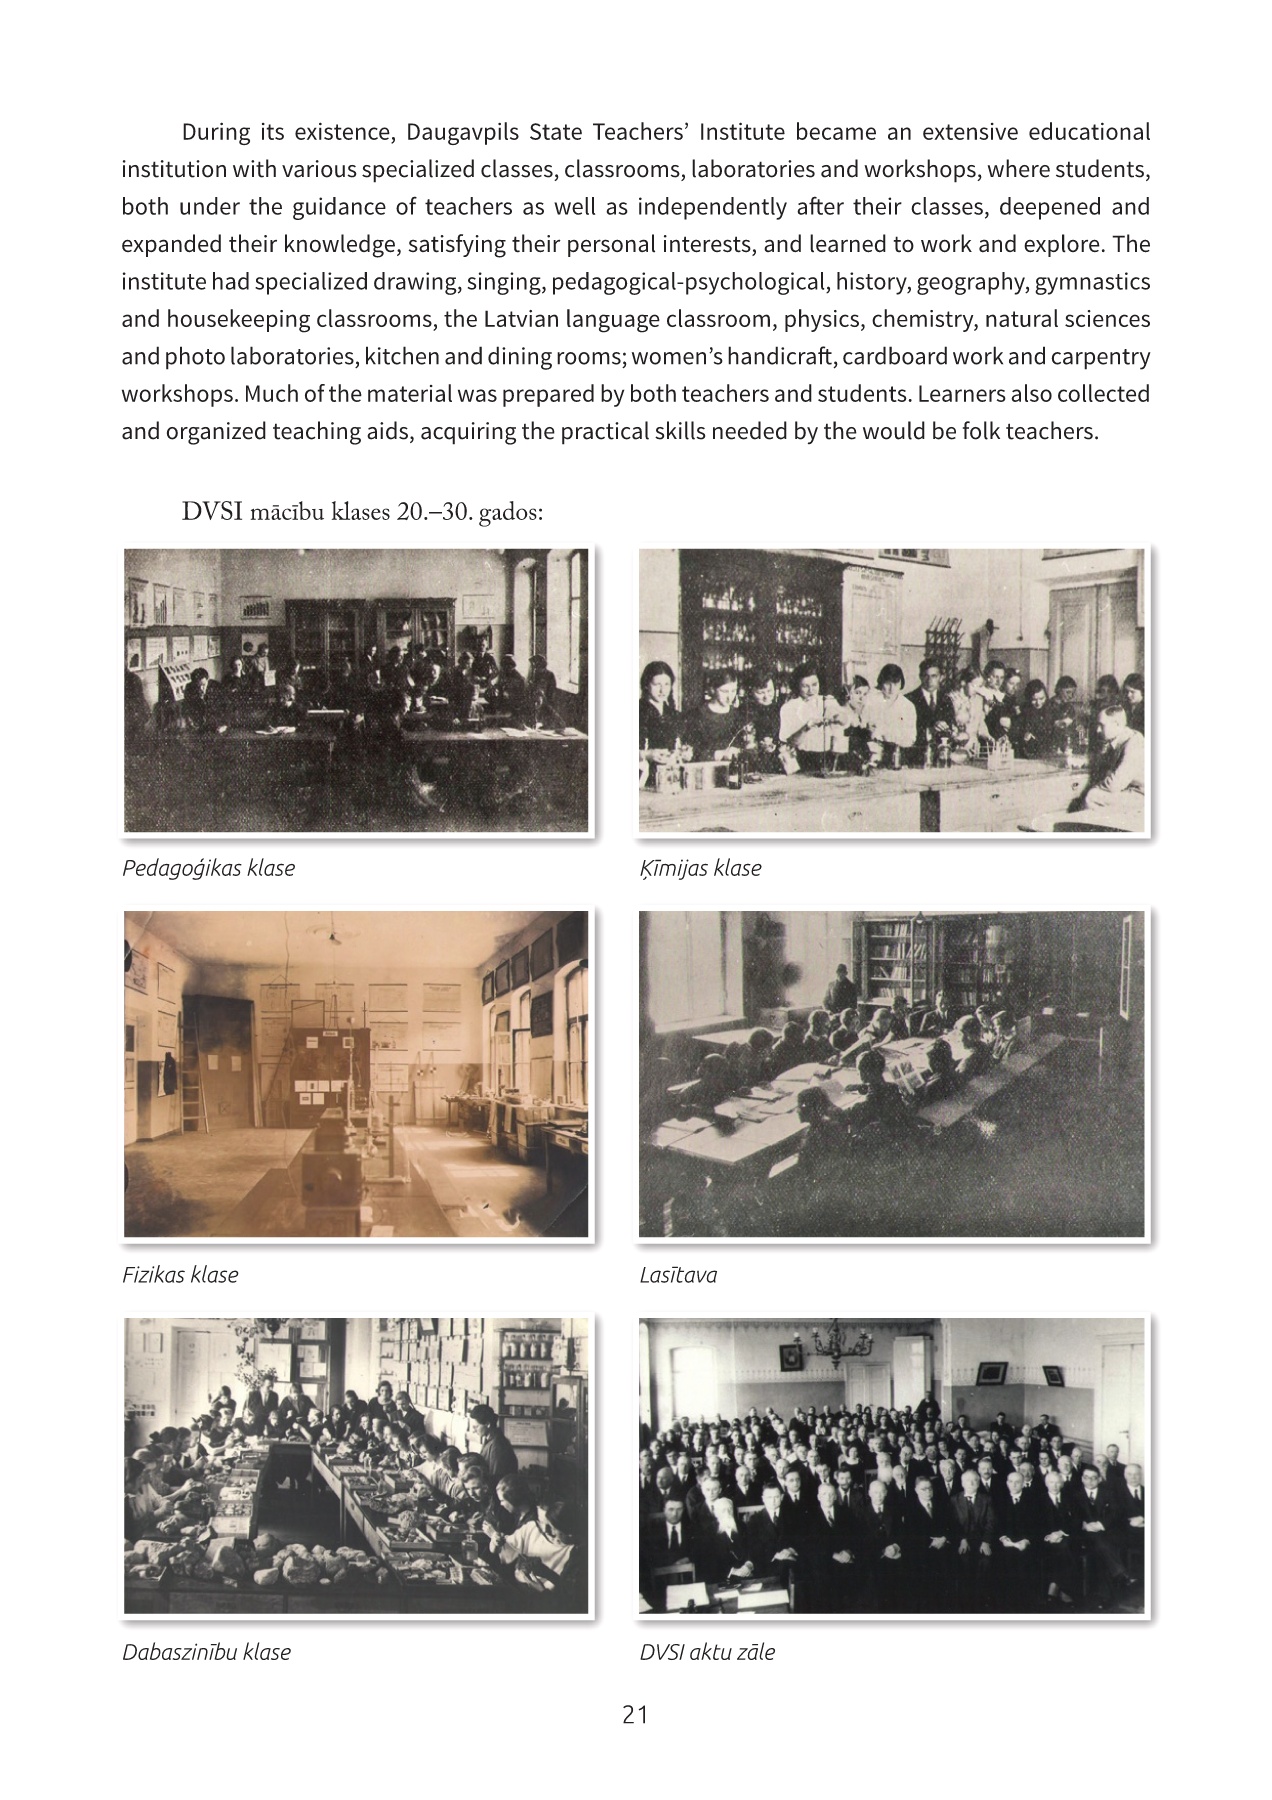 During its existence, Daugavpils State Teachers’ Institute became an extensive educational
institution with various specialized classes, classrooms, laboratories and workshops, where students,
both under the guidance of teachers as well as independently after their classes, deepened and
expanded their knowledge, satisfying their personal interests, and learned to work and explore. The
institute had specialized drawing, singing, pedagogical-psychological, history, geography, gymnastics
and housekeeping classrooms, the Latvian language classroom, physics, chemistry, natural sciences
and photo laboratories, kitchen and dining rooms; women’s handicraft, cardboard work and carpentry
workshops. Much of the material was prepared by both teachers and students. Learners also collected
and organized teaching aids, acquiring the practical skills needed by the would be folk teachers.
DVSI mācību klases 20.–30. gados:
Pedagoģikas klase
Ķīmijas klase
Fizikas klase
Lasītava
Dabaszinību klase
DVSI aktu zāle
21